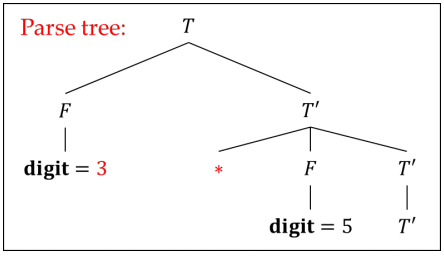 Parse tree: T
F T′
digit = 3 * F T′
digit = 5 T′